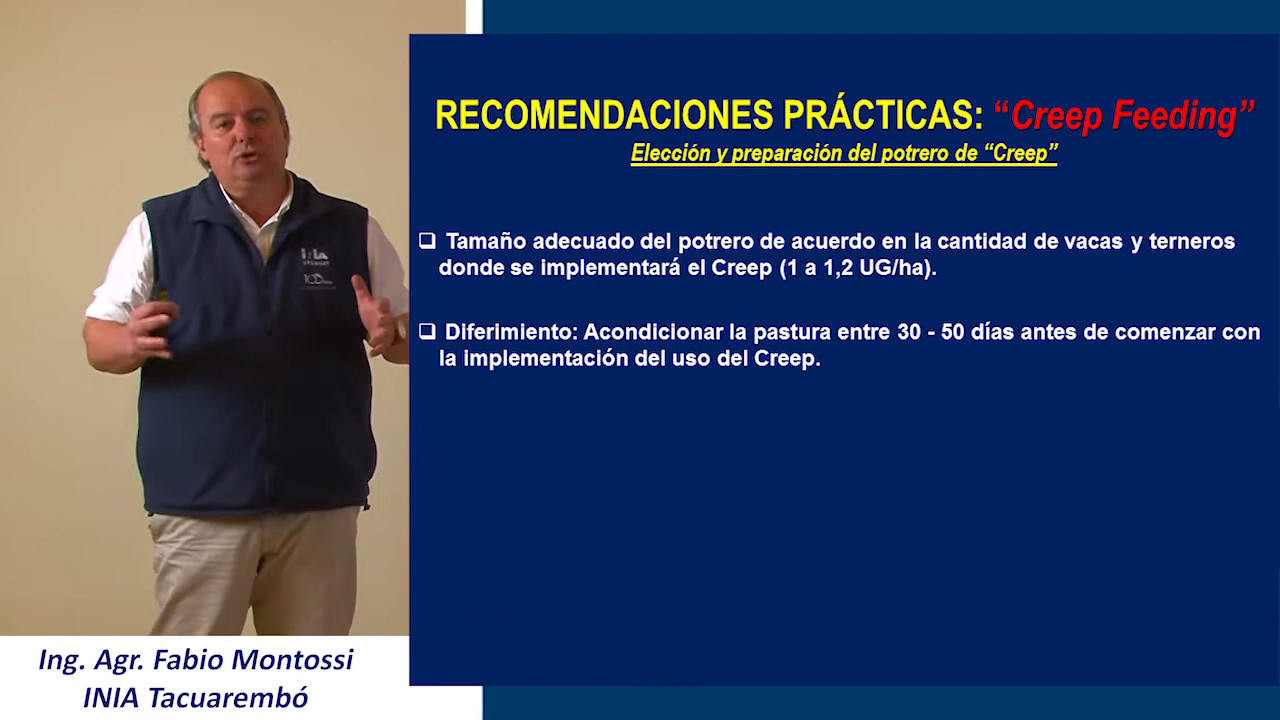 RECOMENDACIONES PRÁCTICAS: “Creep Feeding”
Elección y preparación del potrero de “Creep”
❑ Tamaño adecuado del potrero de acuerdo en la cantidad de vacas y terneros
donde se implementará el Creep (1 a 1,2 UG/ha).
❑ Diferimiento: Acondicionar la pastura entre 30 - 50 días antes de comenzar con
la implementación del uso del Creep.
Ing. Agr. Fabio Montossi
INIA Tacuarembó